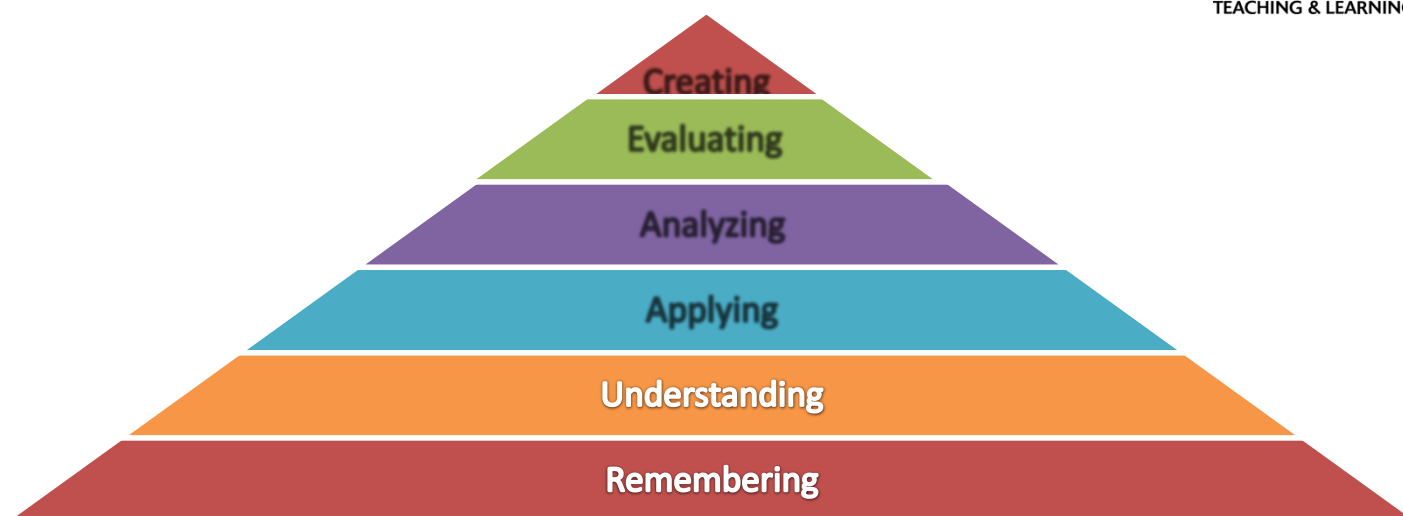 TEACHING & LEARNING
Creating
Evaluating
Analyzing
Applying
Understanding
Remembering